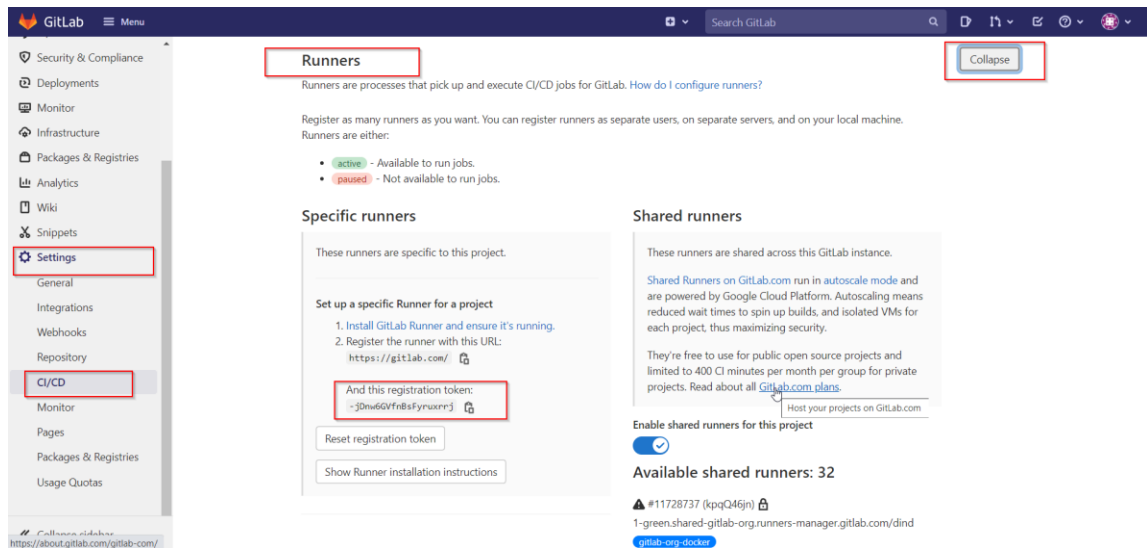 GitLab Menu Search GitLab
Security & Compliance
Deployments
Monitor
Infrastructure
Packages & Registries
Analytics
Wiki
Snippets
Settings
General
Integrations
Webhooks
Repository
CI/CD
Monitor
Pages
Packages & Registries
Usage Quotas
Collapse sidebar
https://about.gitlab.com/gitlab-com/
Runners
Collapse
Runners are processes that pick up and execute CI/CD jobs for GitLab. How do I configure runners?
Register as many runners as you want. You can register runners as separate users, on separate servers, and on your local machine.
Runners are either:
active - Available to run jobs.
paused - Not available to run jobs.
Specific runners
These runners are specific to this project.
Set up a specific Runner for a project
1. Install GitLab Runner and ensure it's running.
2. Register the runner with this URL:
https://gitlab.com/
And this registration token:
-jDnw6GVfnBsFyruxrrj
Reset registration token
Show Runner installation instructions
Shared runners
These runners are shared across this GitLab instance.
Shared Runners on GitLab.com run in autoscale mode and
are powered by Google Cloud Platform. Autoscaling means
reduced wait times to spin up builds, and isolated VMs for
each project, thus maximizing security.
They're free to use for public open source projects and
limited to 400 CI minutes per month per group for private
projects. Read about all GitLab.com plans.
Host your projects on GitLab.com
Enable shared runners for this project
Available shared runners: 32
#11728737 (kpqQ46jn)
1-green.shared-gitlab-org.runners-manager.gitlab.com/dind
gitlab-org-docker